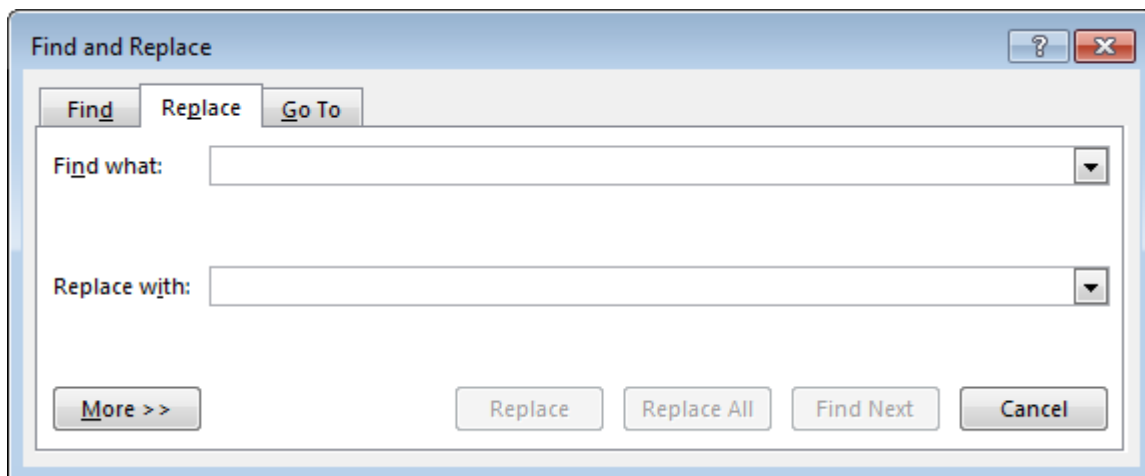 Find and Replace
Find Replace Go To
Find what:
Replace with:
More >> Replace Replace All Find Next Cancel